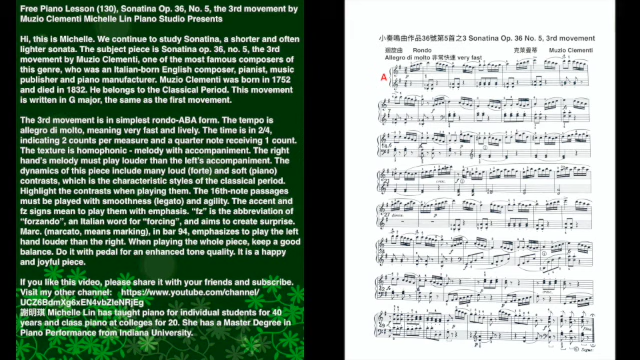 Free Piano Lesson (130), Sonatina Op. 36, No. 5, the 3rd movement by
Muzio Clementi Michelle Lin Piano Studio Presents
Hi, this is Michelle. We continue to study Sonatina, a shorter and often
lighter sonata. The subject piece is Sonatina op. 36, no. 5, the 3rd
movement by Muzio Clementi, one of the most famous composers of
this genre, who was an Italian-born English composer, pianist, music
publisher and piano manufacturer. Muzio Clementi was born in 1752
and died in 1832. He belongs to the Classical Period. This movement
is written in G major, the same as the first movement.
The 3rd movement is in simplest rondo-ABA form. The tempo is
allegro di molto, meaning very fast and lively. The time is in 2/4,
indicating 2 counts per measure and a quarter note receiving 1 count.
The texture is homophonic - melody with accompaniment. The right
hand's melody must play louder than the left's accompaniment. The
dynamics of this piece include many loud (forte) and soft (piano)
contrasts, which is the characteristic styles of the classical period.
Highlight the contrasts when playing them. The 16th-note passages
must be played with smoothness (legato) and agility. The accent and
fz signs mean to play them with emphasis. "fz" is the abbreviation of
"forzando", an Italian word for "forcing", and aims to create surprise.
Marc. (marcato, means marking), in bar 94, emphasizes to play the left
hand louder than the right. When playing the whole piece, keep a good
balance. Do it with pedal for an enhanced tone quality. It is a happy
and joyful piece.
If you like this video, please share it with your friends and subscribe.
Visit my other channel: https://www.youtube.com/channel/
UCZ6BdmXg6xEN4vbZleNRjEg
謝明琪 Michelle Lin has taught piano for individual students for 40
years and class piano at colleges for 20. She has a Master Degree in
Piano Performance from Indiana University.
小奏鳴曲作品36號第5首之3 Sonatina Op. 36 No. 5, 3rd movement
迴旋曲 Rondo 克萊曼蒂 Muzio Clementi
Allegro di molto 非常快速 very fast
A